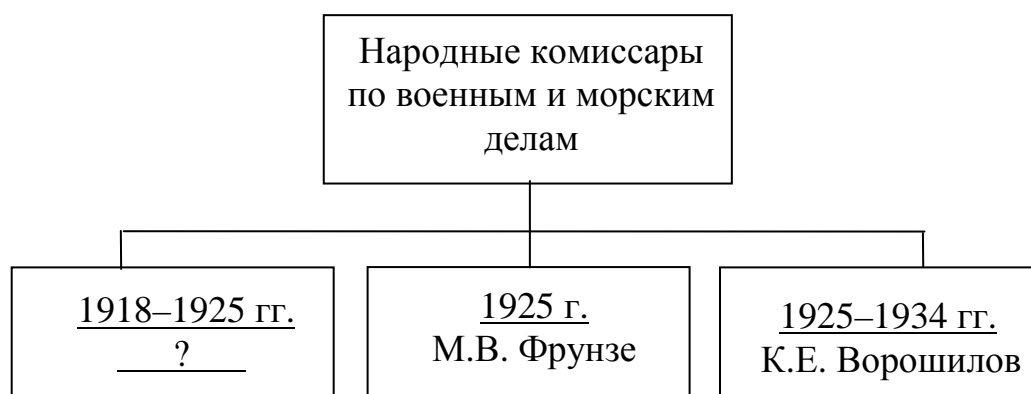 Народные комиссары
по военным и морским
делам
1918–1925 гг.
?
1925 г.
М.В. Фрунзе
1925–1934 гг.
К.Е. Ворошилов